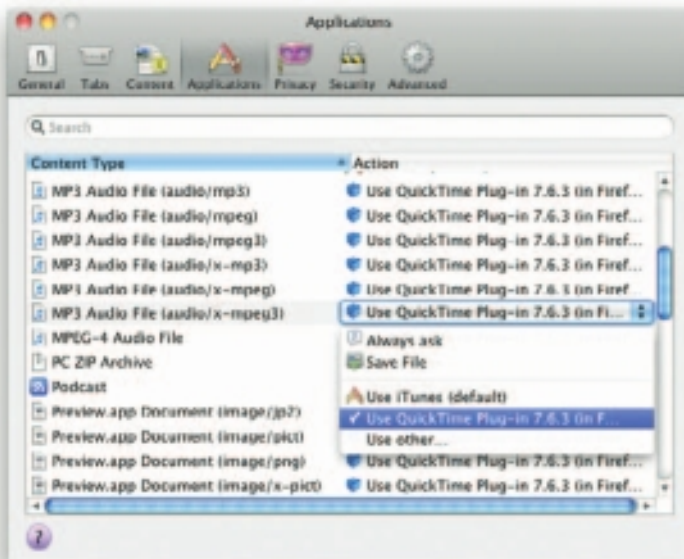 Applications
General Tabs Content Applications Privacy Security Advanced
Search
Content Type Action
MP3 Audio File (audio/mp3) Use QuickTime Plug-in 7.6.3 (in Firef...
MP3 Audio File (audio/mpeg) Use QuickTime Plug-in 7.6.3 (in Firef...
MP3 Audio File (audio/mpeg3) Use QuickTime Plug-in 7.6.3 (in Firef...
MP3 Audio File (audio/x-mp3) Use QuickTime Plug-in 7.6.3 (in Firef...
MP3 Audio File (audio/x-mpeg) Use QuickTime Plug-in 7.6.3 (in Firef...
MP3 Audio File (audio/x-mpeg3) Use QuickTime Plug-in 7.6.3 (in Fi...
MPEG-4 Audio File Always ask
PC ZIP Archive Save File
Podcast
Use iTunes (default)
Preview.app Document (image/jp2) ✓ Use QuickTime Plug-in 7.6.3 (in F...
Preview.app Document (image/pict) Use other...
Preview.app Document (image/png) Use QuickTime Plug-in 7.6.3 (in Firef...
Preview.app Document (image/x-pict) Use QuickTime Plug-in 7.6.3 (in Firef...
?